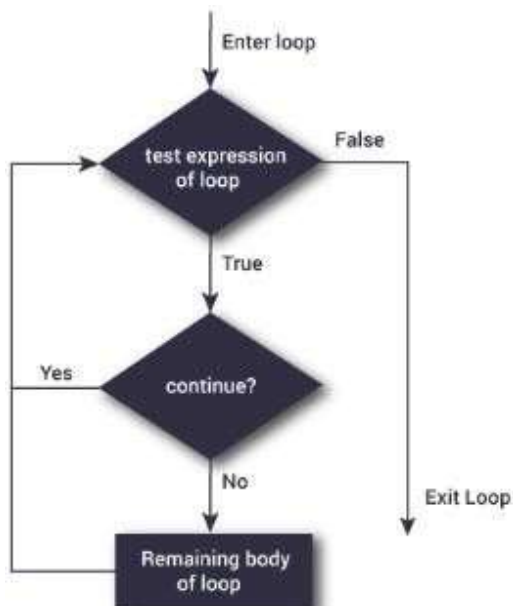 Enter loop
test expression
of loop
False
True
continue?
Yes
No
Exit Loop
Remaining body
of loop